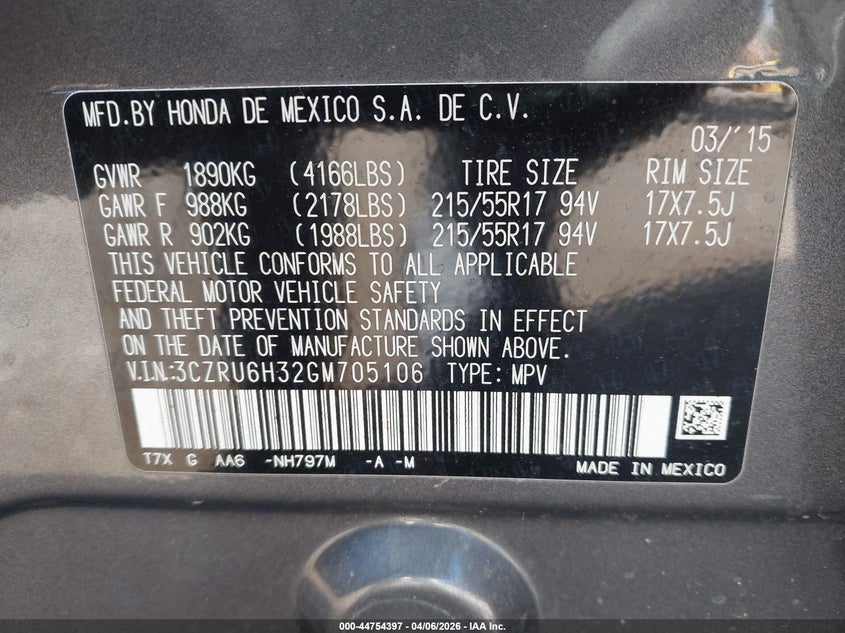 MFD.BY HONDA DE MEXICO S.A. DE C.V.
03/'15
GVWR 1890KG (4166LBS) TIRE SIZE RIM SIZE
GAWR F 988KG (2178LBS) 215/55R17 94V 17X7.5J
GAWR R 902KG (1988LBS) 215/55R17 94V 17X7.5J
THIS VEHICLE CONFORMS TO ALL APPLICABLE
FEDERAL MOTOR VEHICLE SAFETY
AND THEFT PREVENTION STANDARDS IN EFFECT
ON THE DATE OF MANUFACTURE SHOWN ABOVE.
V.I.N:3CZRU6H32GM705106 TYPE: MPV
T7X G AA6 -NH797M -A -M
MADE IN MEXICO
000-44754397 - 04/06/2026 - IAA Inc.